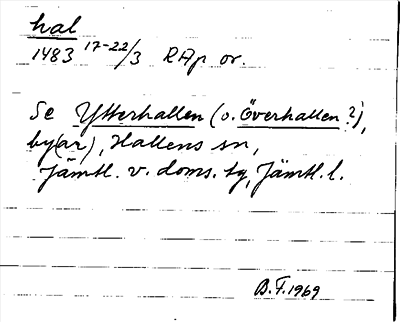 hal
1483 17-22/3 RAp or.
Se Ytterhallen (o. Överhallen?),
by(ar), Hallens sn,
Jämtl. v. doms. tg, Jämtl. l.
B.F. 1969